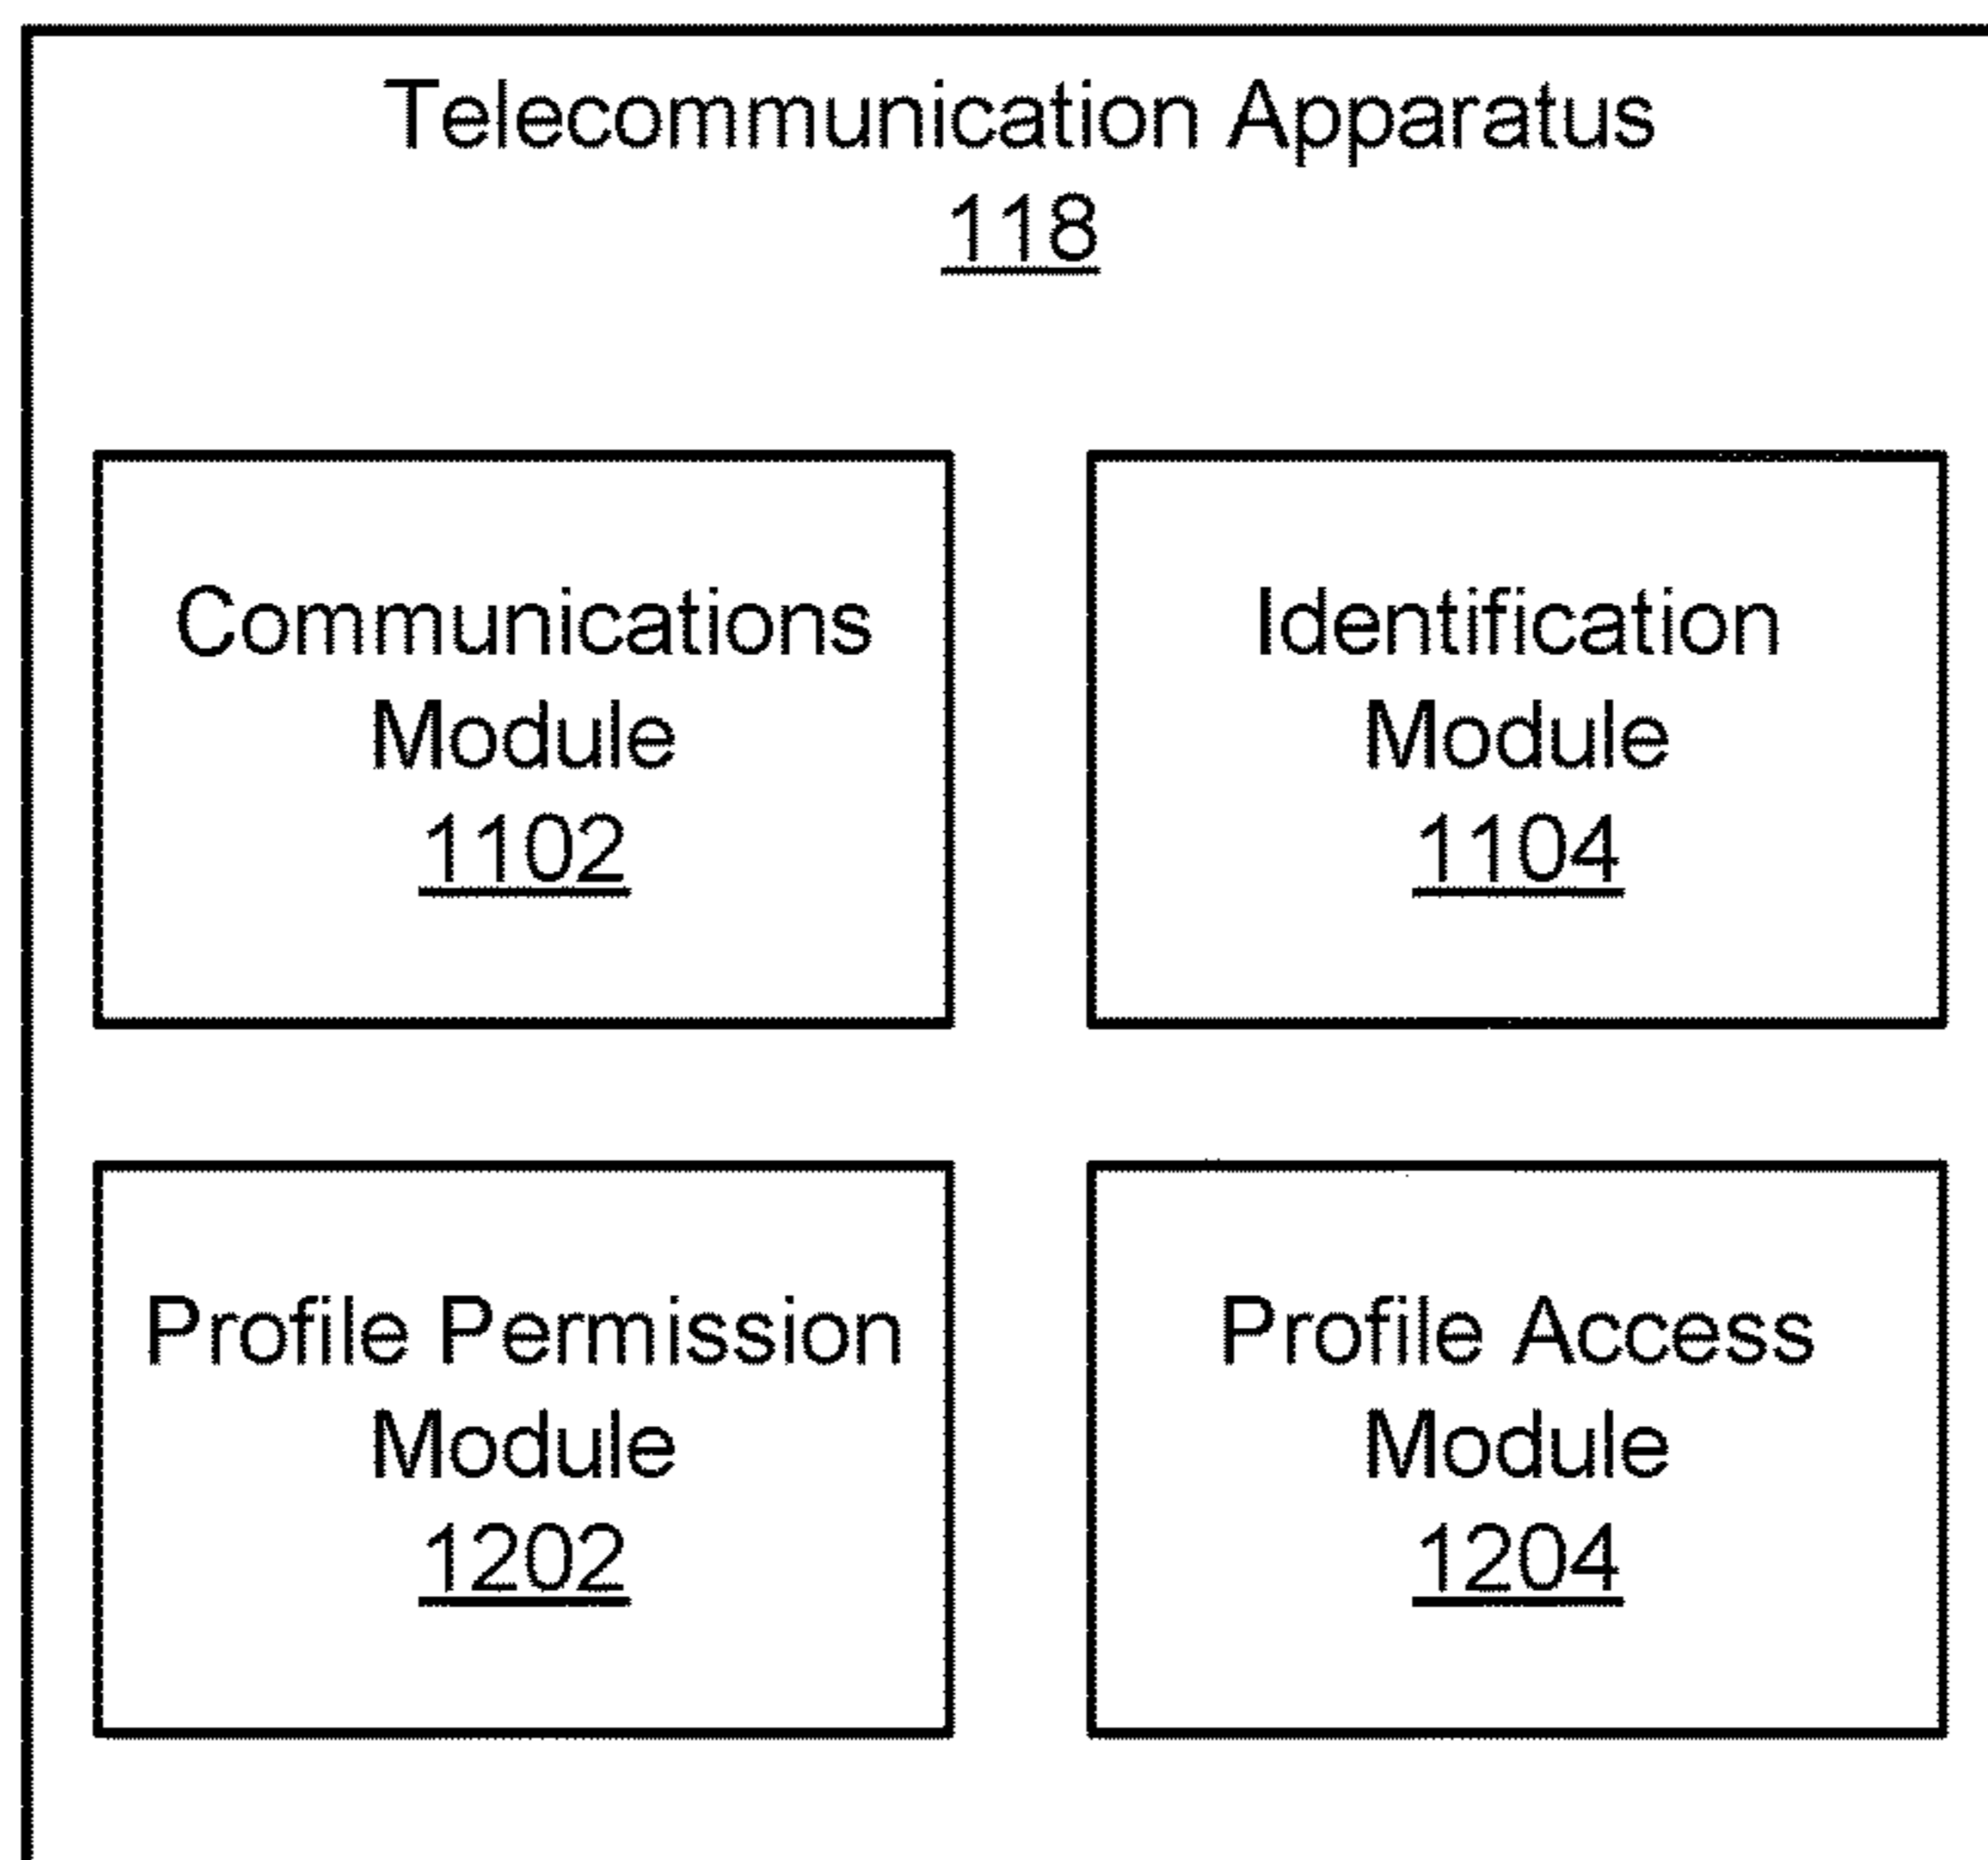 Telecommunication Apparatus
118
Communications
Module
1102
Identification
Module
1104
Profile Permission
Module
1202
Profile Access
Module
1204